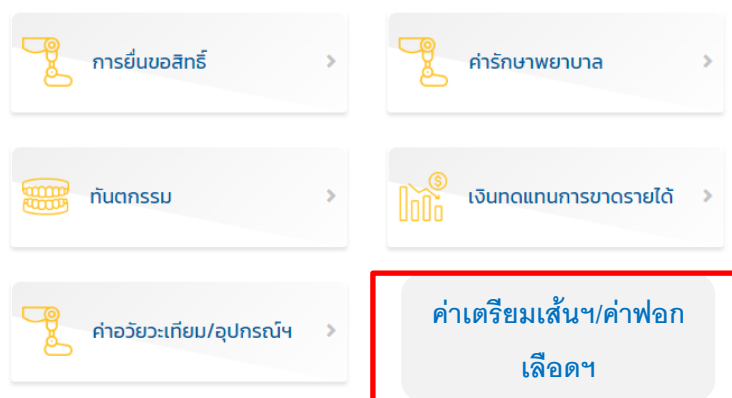 การยื่นขอสิทธิ์
ค่ารักษาพยาบาล
ทันตกรรม
เงินทดแทนการขาดรายได้
ค่าอวัยวะเทียม/อุปกรณ์ฯ
ค่าเตรียมเส้นฯ/ค่าฟอก
เลือดฯ